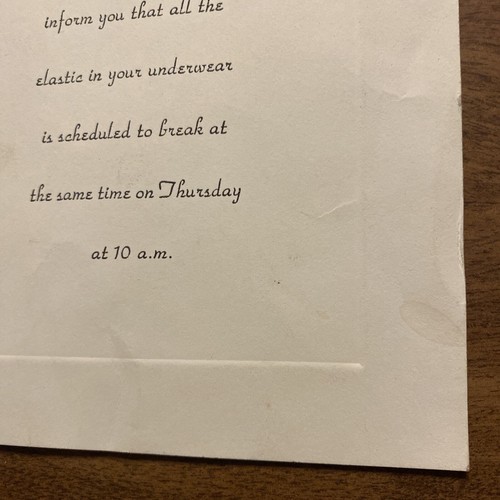 inform you that all the
elastic in your underwear
is scheduled to break at
the same time on Thursday
at 10 a.m.